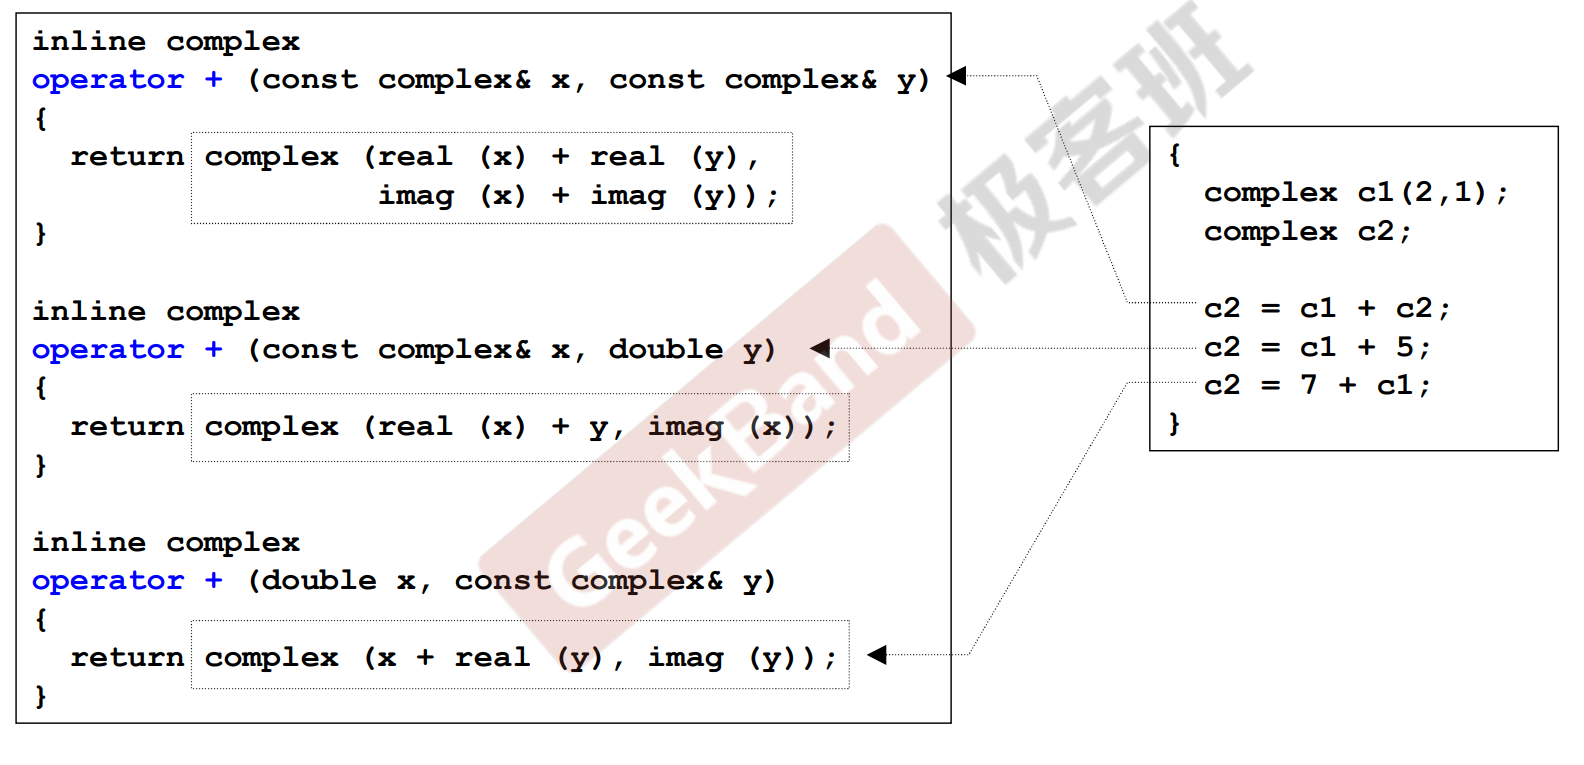 inline complex
operator + (const complex& x, const complex& y)
{
  return complex (real (x) + real (y),
                  imag (x) + imag (y));
}
inline complex
operator + (const complex& x, double y)
{
  return complex (real (x) + y, imag (x));
}
inline complex
operator + (double x, const complex& y)
{
  return complex (x + real (y), imag (y));
}
{
  complex c1(2,1);
  complex c2;
  c2 = c1 + c2;
  c2 = c1 + 5;
  c2 = 7 + c1;
}
GeekBand 极客班